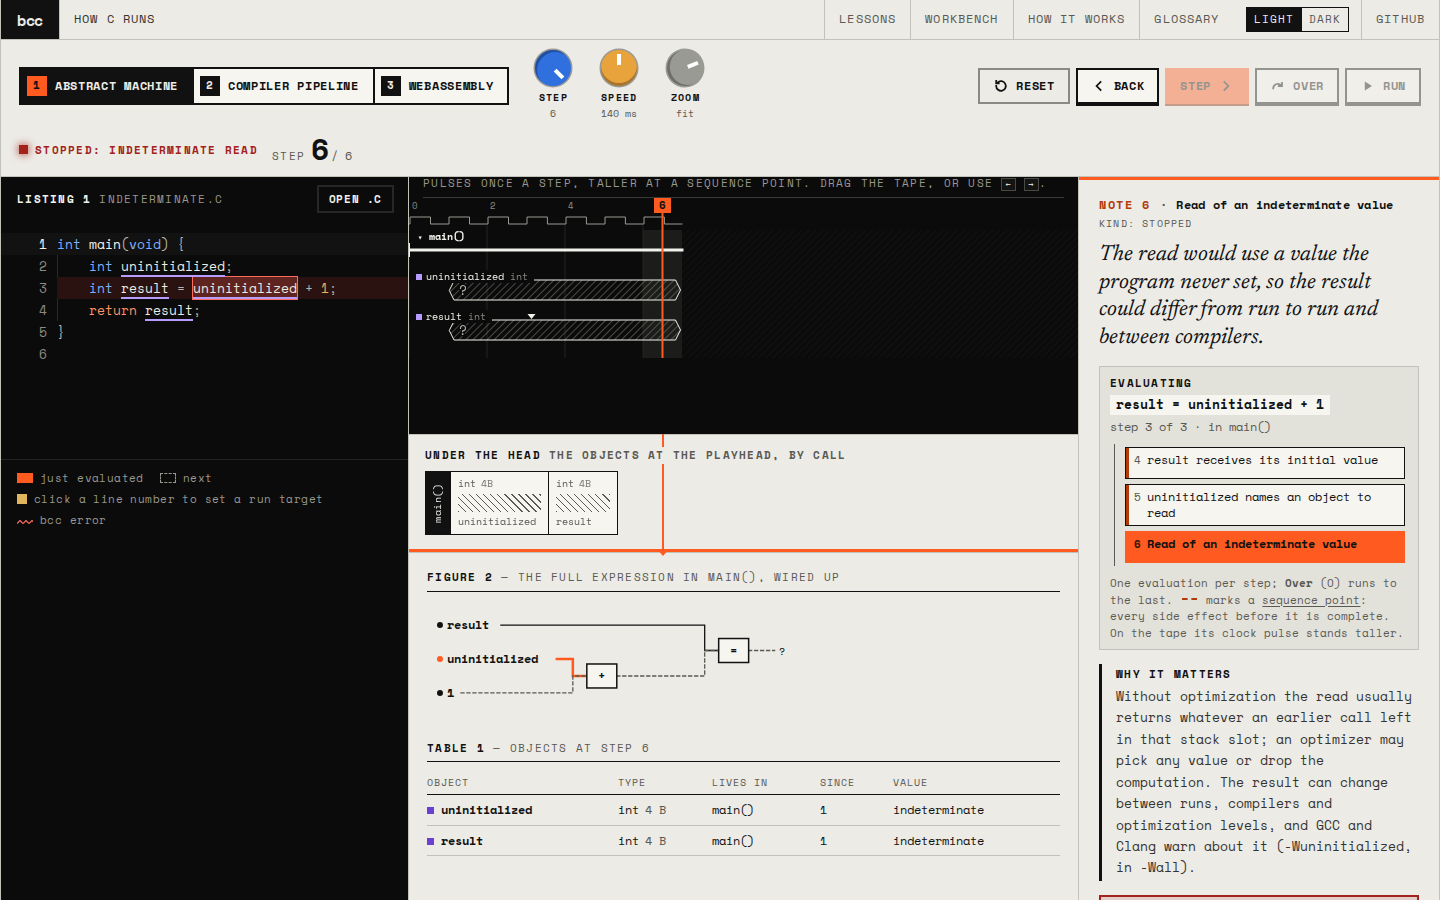 bcc HOW C RUNS LESSONS WORKBENCH HOW IT WORKS GLOSSARY LIGHT DARK GITHUB
1 ABSTRACT MACHINE 2 COMPILER PIPELINE 3 WEBASSEMBLY
STEP SPEED ZOOM
6 140 ms fit
RESET BACK STEP OVER RUN
STOPPED: INDETERMINATE READ STEP 6 / 6
LISTING 1 INDETERMINATE.C OPEN .C
1 int main(void) {
2 int uninitialized;
3 int result = uninitialized + 1;
4 return result;
5 }
6
just evaluated next
click a line number to set a run target
bcc error
PULSES ONCE A STEP, TALLER AT A SEQUENCE POINT. DRAG THE TAPE, OR USE ← →.
0 2 4 6
▾ main()
uninitialized int
?
result int
?
UNDER THE HEAD THE OBJECTS AT THE PLAYHEAD, BY CALL
main()
int 4B int 4B
uninitialized result
FIGURE 2 — THE FULL EXPRESSION IN MAIN(), WIRED UP
result
= ?
uninitialized
+
1
TABLE 1 — OBJECTS AT STEP 6
OBJECT TYPE LIVES IN SINCE VALUE
uninitialized int 4 B main() 1 indeterminate
result int 4 B main() 1 indeterminate
NOTE 6 · Read of an indeterminate value
KIND: STOPPED
The read would use a value the
program never set, so the result
could differ from run to run and
between compilers.
EVALUATING
result = uninitialized + 1
step 3 of 3 · in main()
4 result receives its initial value
5 uninitialized names an object to
read
6 Read of an indeterminate value
One evaluation per step; Over (O) runs to
the last. -- marks a sequence point:
every side effect before it is complete.
On the tape its clock pulse stands taller.
WHY IT MATTERS
Without optimization the read usually
returns whatever an earlier call left
in that stack slot; an optimizer may
pick any value or drop the
computation. The result can change
between runs, compilers and
optimization levels, and GCC and
Clang warn about it (-Wuninitialized,
in -Wall).